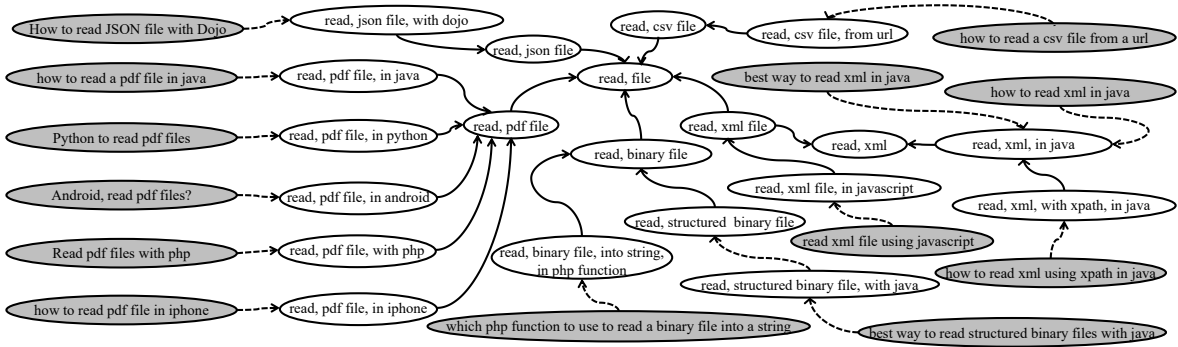 How to read JSON file with Dojo
read, json file, with dojo
read, json file
read, csv file
read, csv file, from url
how to read a csv file from a url
how to read a pdf file in java
read, pdf file, in java
read, file
best way to read xml in java
how to read xml in java
Python to read pdf files
read, pdf file, in python
read, pdf file
read, xml file
read, xml
read, xml, in java
read, binary file
Android, read pdf files?
read, pdf file, in android
read, xml file, in javascript
read, xml, with xpath, in java
read, structured binary file
Read pdf files with php
read, pdf file, with php
read, binary file, into string,
in php function
read xml file using javascript
how to read xml using xpath in java
read, structured binary file, with java
how to read pdf file in iphone
read, pdf file, in iphone
which php function to use to read a binary file into a string
best way to read structured binary files with java